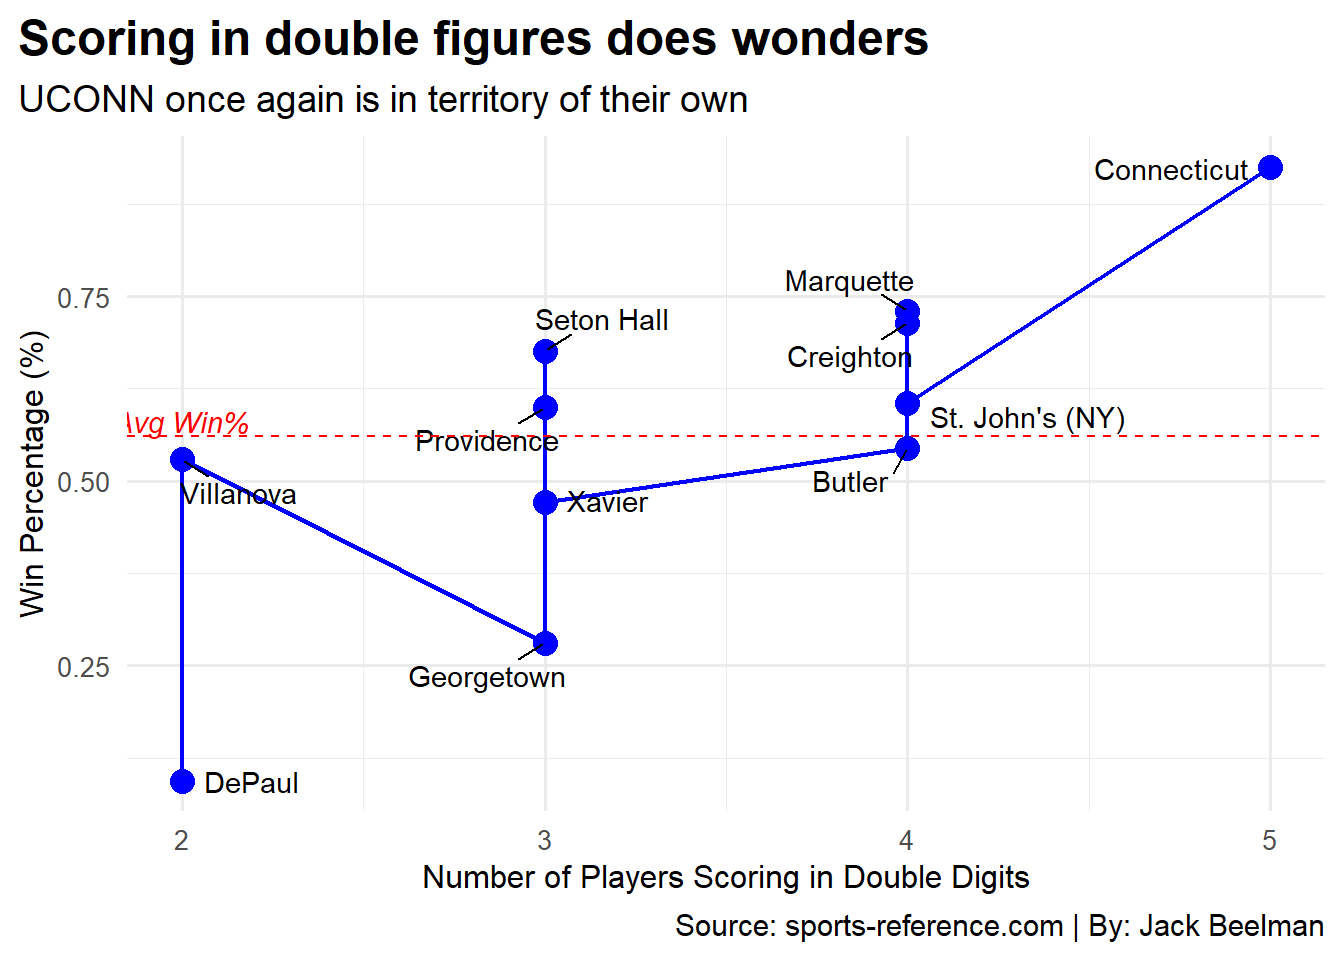 Scoring in double figures does wonders
UCONN once again is in territory of their own
Connecticut
Marquette
0.75
Seton Hall
Creighton
Avg Win%
St. John's (NY)
Providence
0.50
Villanova
Xavier
Butler
Win Percentage (%)
0.25
Georgetown
DePaul
2
3
4
5
Number of Players Scoring in Double Digits
Source: sports-reference.com | By: Jack Beelman